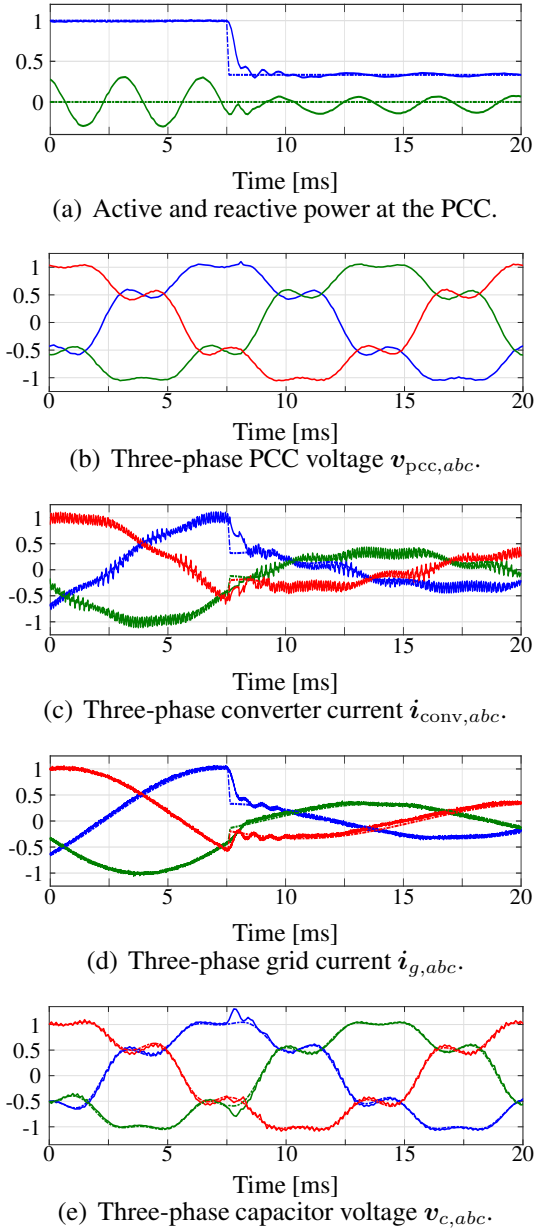 1
0.5
0
0 5 10 15 20
Time [ms]
(a) Active and reactive power at the PCC.
1
0.5
0
-0.5
-1
0 5 10 15 20
Time [ms]
(b) Three-phase PCC voltage v_pcc,abc.
1
0.5
0
-0.5
-1
0 5 10 15 20
Time [ms]
(c) Three-phase converter current i_conv,abc.
1
0.5
0
-0.5
-1
0 5 10 15 20
Time [ms]
(d) Three-phase grid current i_g,abc.
1
0.5
0
-0.5
-1
0 5 10 15 20
Time [ms]
(e) Three-phase capacitor voltage v_c,abc.